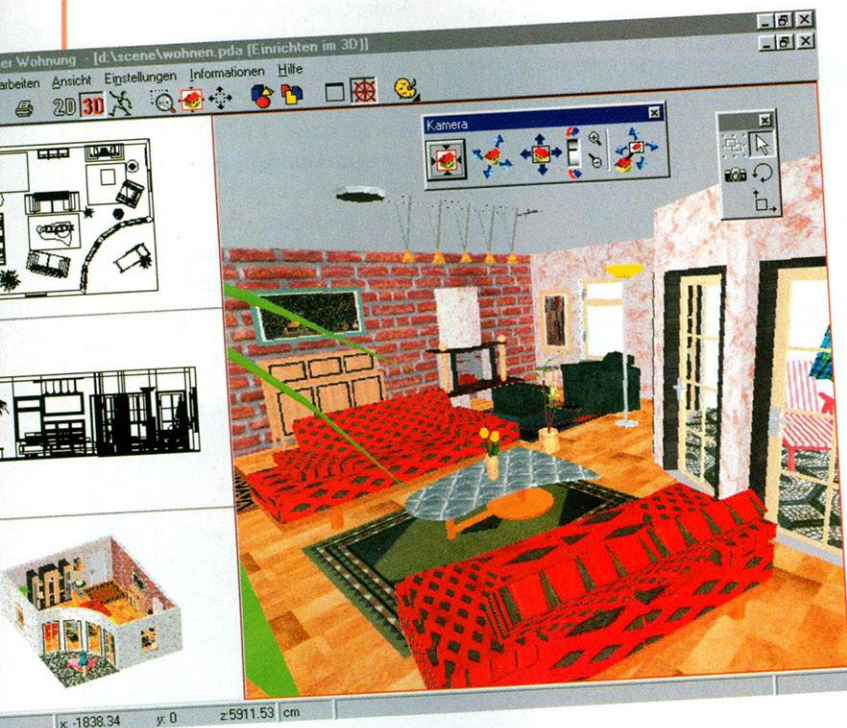 er Wohnung - [d:\scene\wohnen.pda (Einrichten im 3D)]
arbeiten Ansicht Einstellungen Informationen Hilfe
2D 3D
Kamera
x: -1838.34 y: 0 z:5911.53 cm